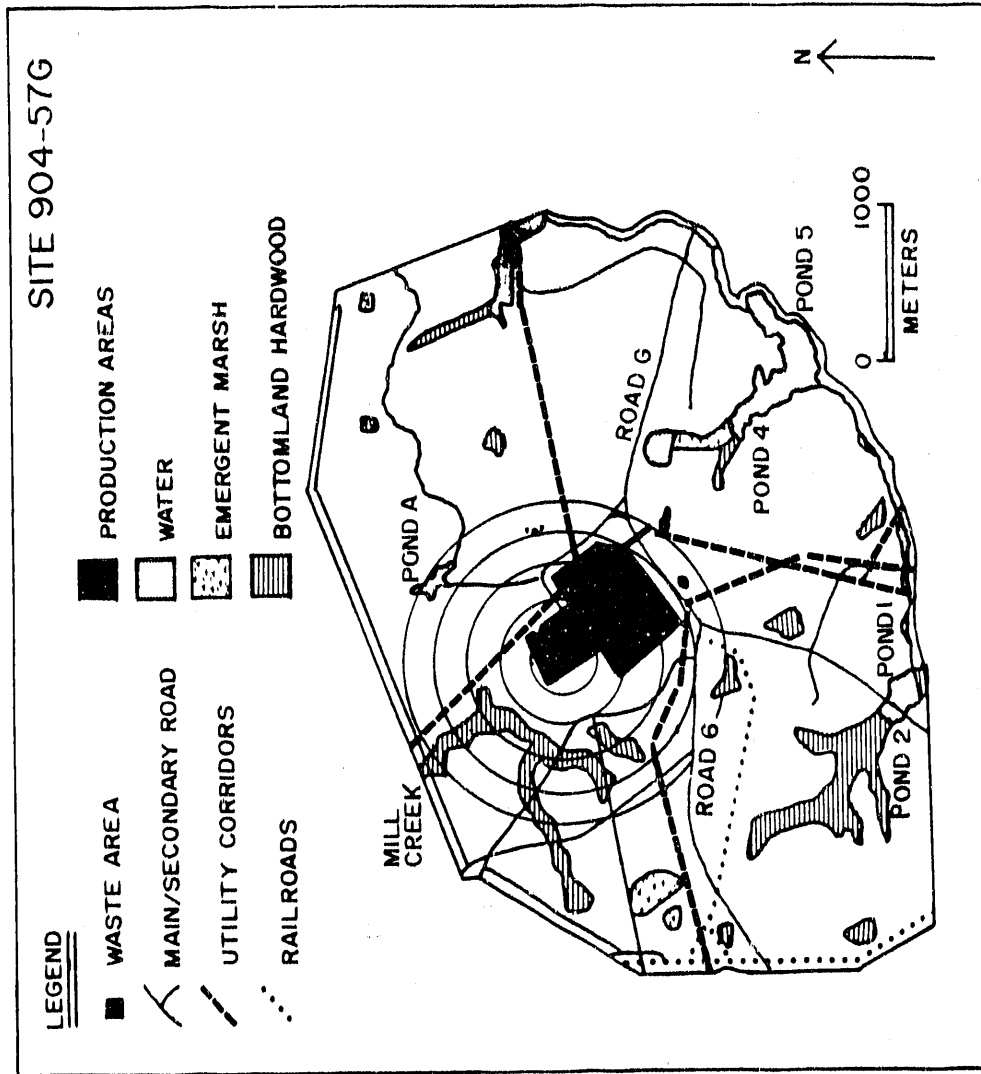 SITE 904-57G
LEGEND
WASTE AREA
MAIN/SECONDARY ROAD
UTILITY CORRIDORS
RAILROADS
PRODUCTION AREAS
WATER
EMERGENT MARSH
BOTTOMLAND HARDWOOD
MILL
CREEK
POND A
ROAD G
ROAD 6
POND 2
POND 1
POND 4
POND 5
0
1000
METERS
N